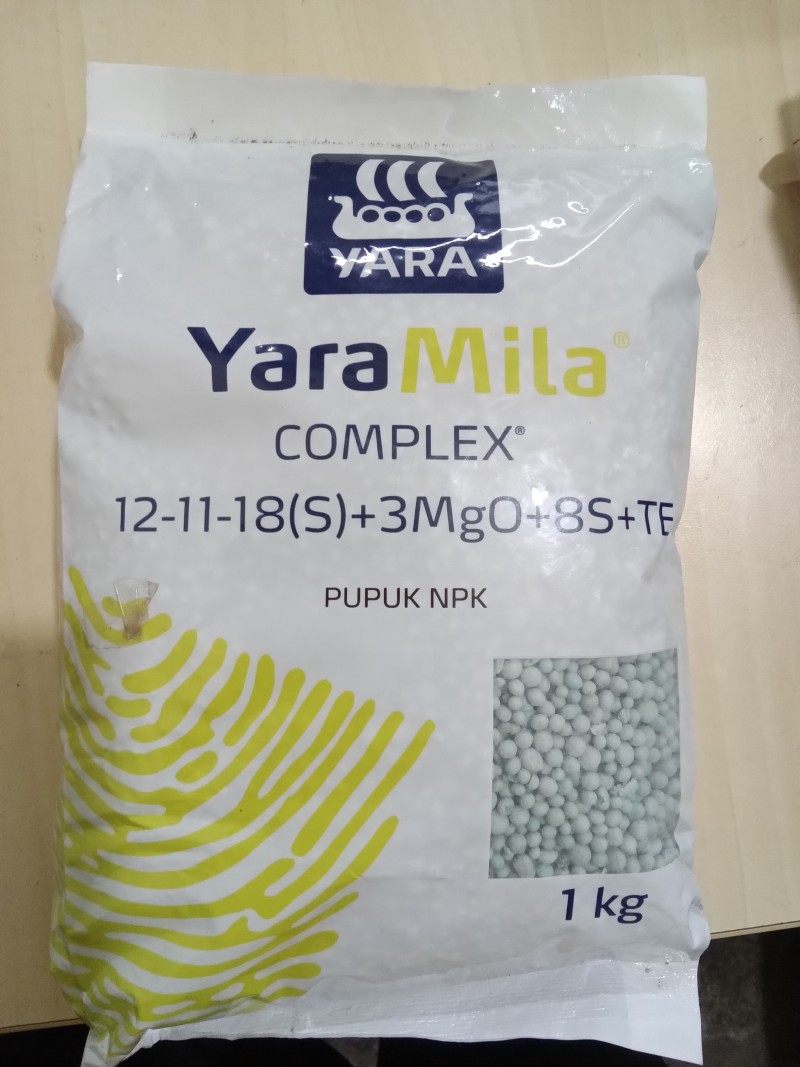 YARA
YaraMila®
COMPLEX®
12-11-18(S)+3MgO+8S+TE
PUPUK NPK
1 kg